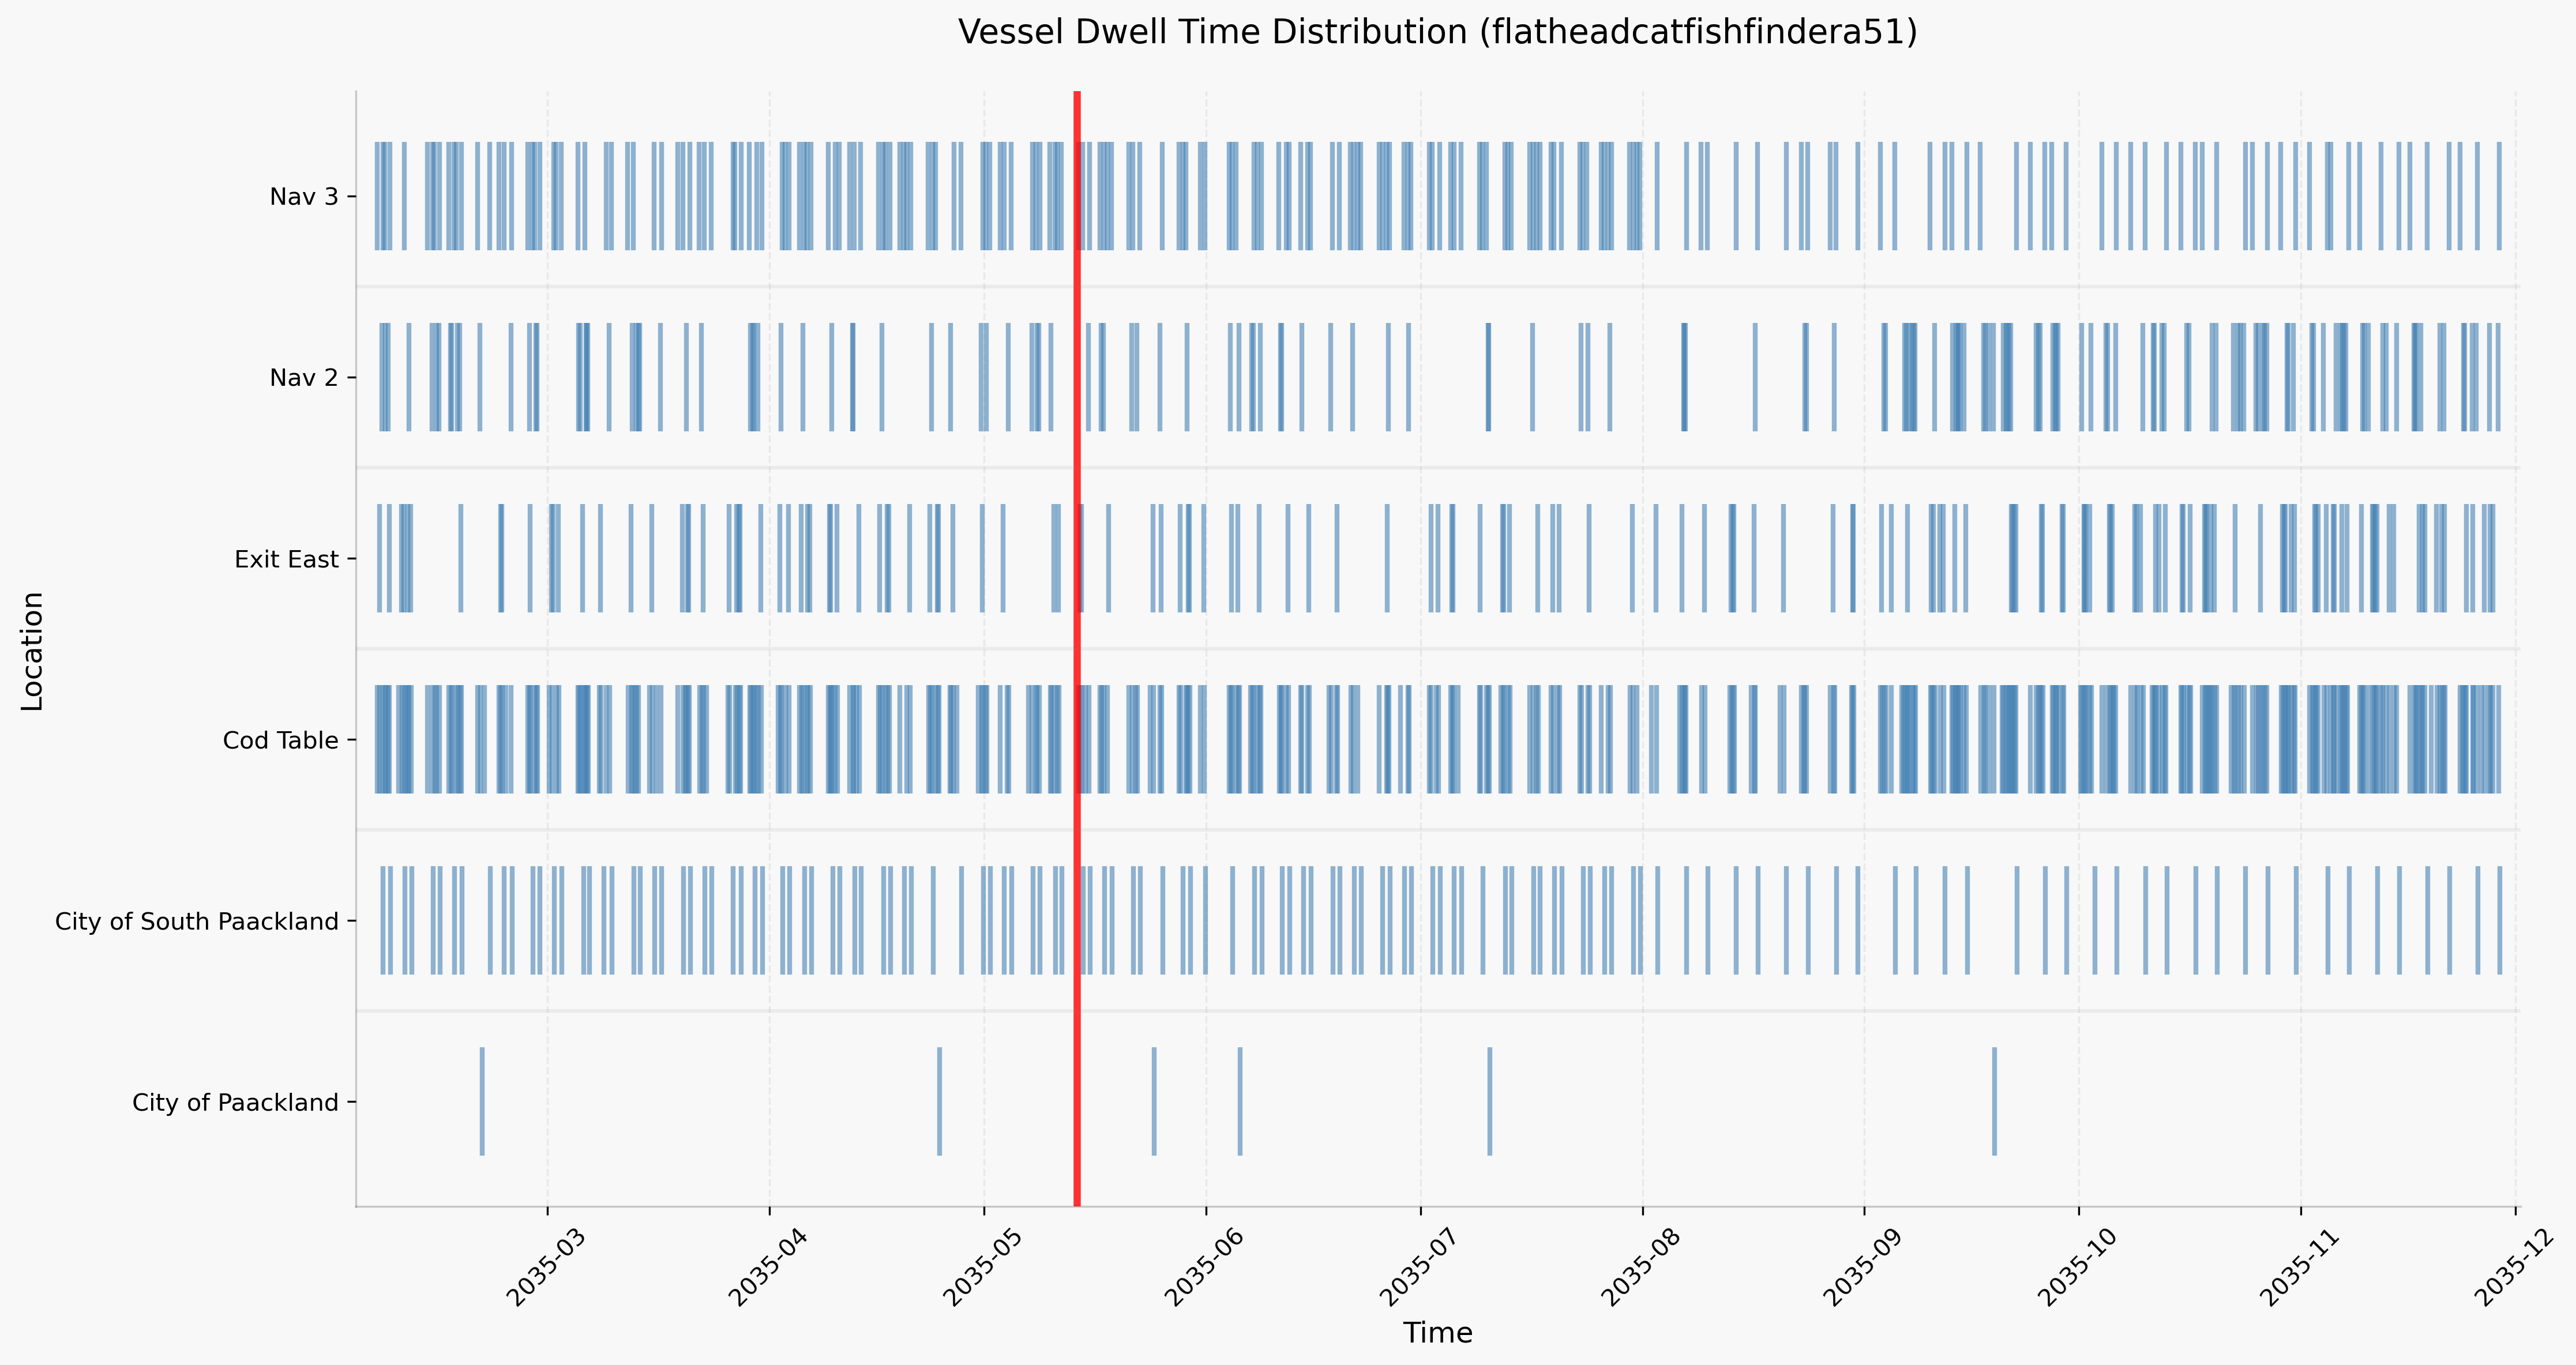 Vessel Dwell Time Distribution (flatheadcatfishfindera51)
Location
Nav 3
Nav 2
Exit East
Cod Table
City of South Paackland
City of Paackland
2035-03
2035-04
2035-05
2035-06
2035-07
2035-08
2035-09
2035-10
2035-11
2035-12
Time